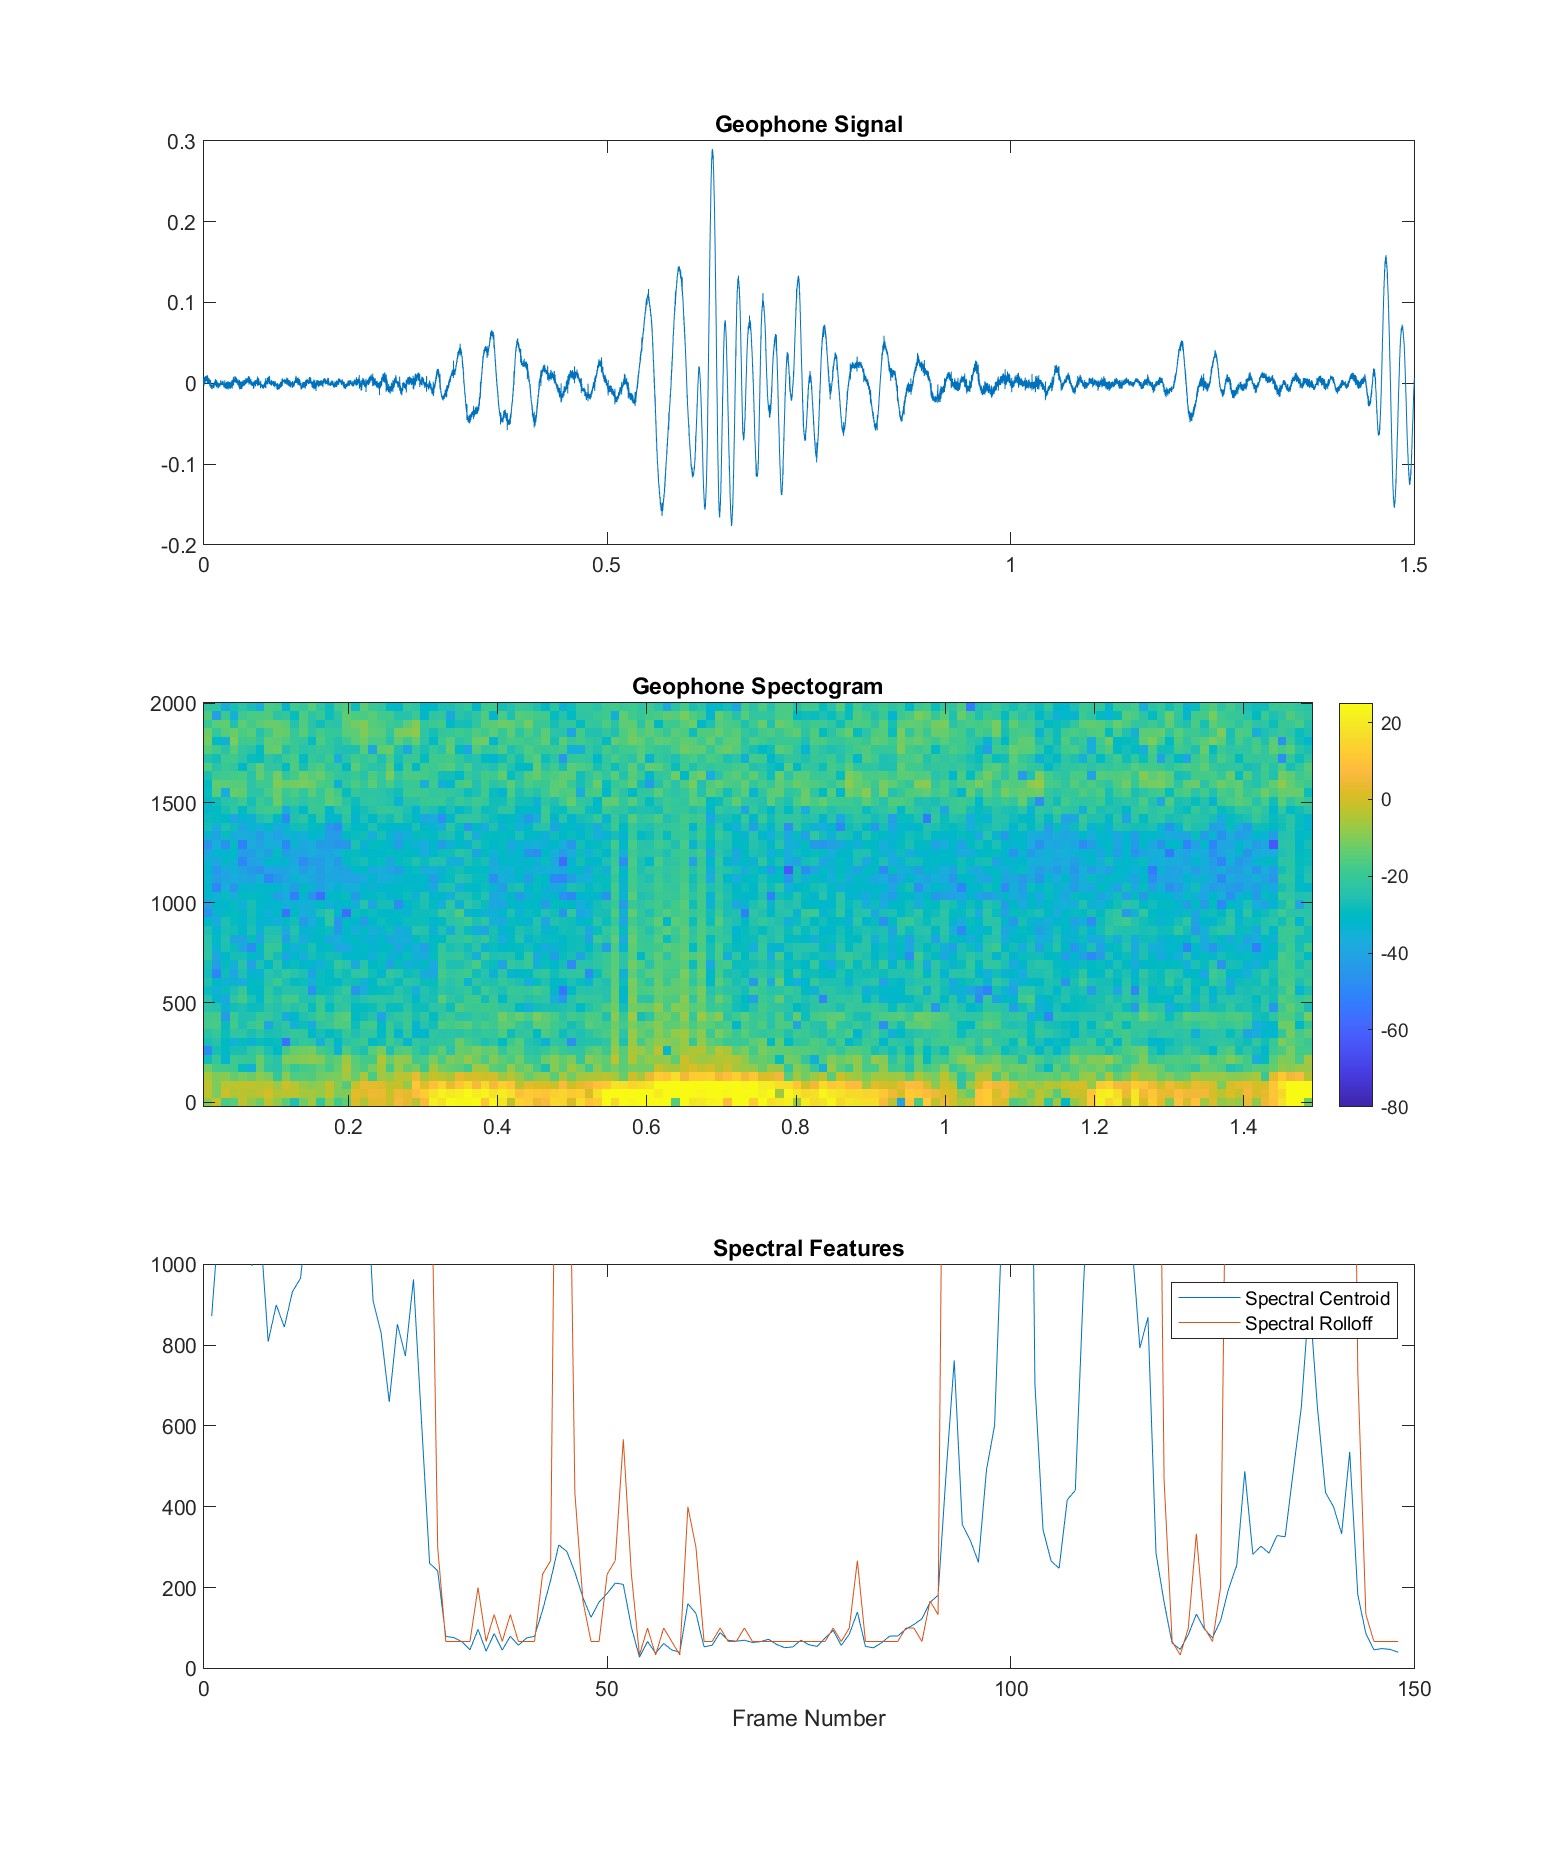 Geophone Signal
0.3
0.2
0.1
0
-0.1
-0.2
0 0.5 1 1.5
Geophone Spectogram
2000
1500
1000
500
0
0.2 0.4 0.6 0.8 1 1.2 1.4
20
0
-20
-40
-60
-80
Spectral Features
1000
800
600
400
200
0
0 50 100 150
Frame Number
Spectral Centroid
Spectral Rolloff